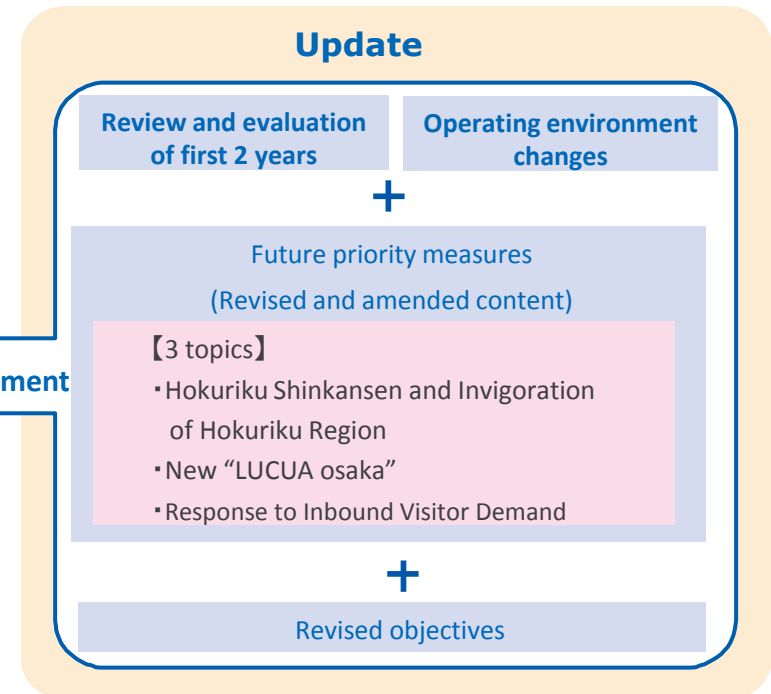 Update
Review and evaluation
of first 2 years
Operating environment
changes
+
Future priority measures
(Revised and amended content)
【3 topics】
・Hokuriku Shinkansen and Invigoration
of Hokuriku Region
・New “LUCUA osaka”
・Response to Inbound Visitor Demand
ment
+
Revised objectives